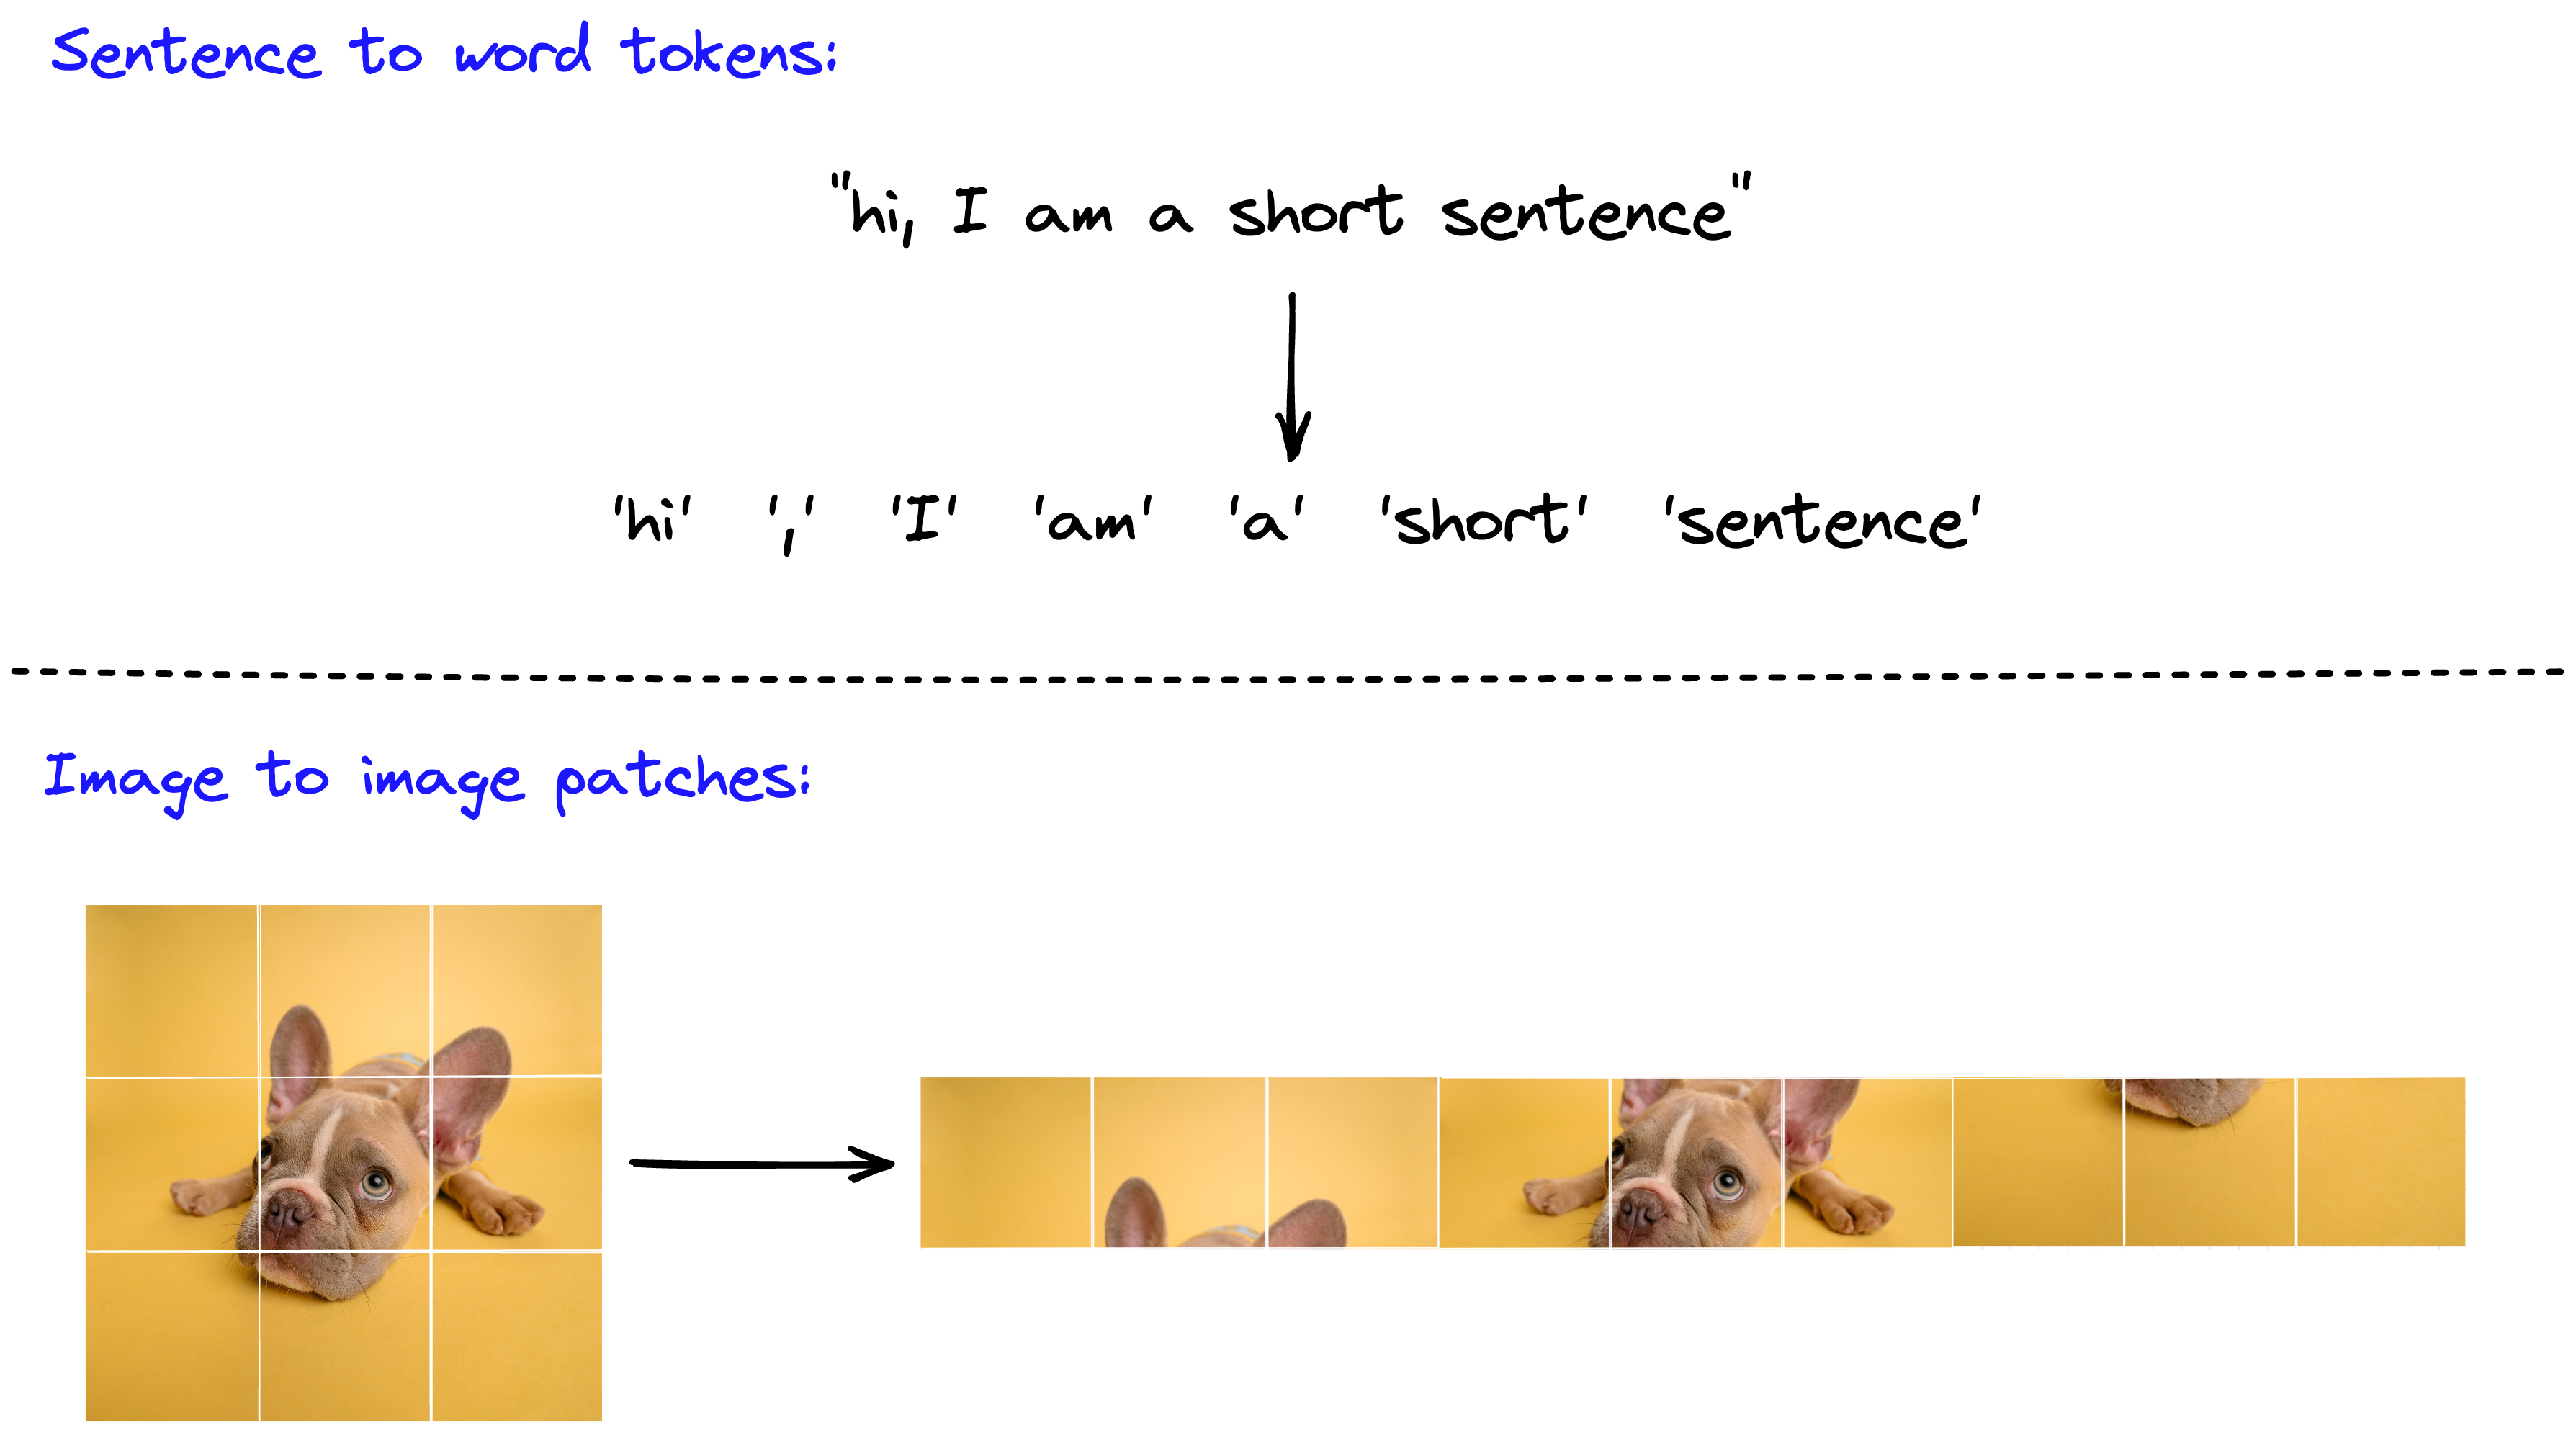 Sentence to word tokens:
"hi, I am a short sentence"
'hi' ',' 'I' 'am' 'a' 'short' 'sentence'
Image to image patches: